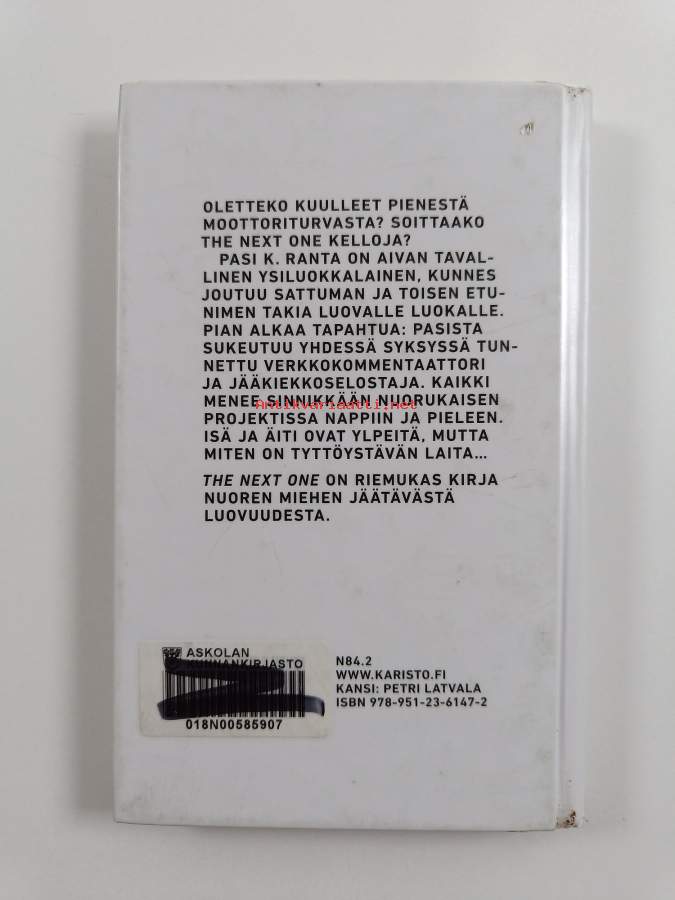 OLETTEKO KUULLEET PIENESTÄ
MOOTTORITURVASTA? SOITTAAKO
THE NEXT ONE KELLOJA?
PASI K. RANTA ON AIVAN TAVAL-
LINEN YSILUOKKALAINEN, KUNNES
JOUTUU SATTUMAN JA TOISEN ETU-
NIMEN TAKIA LUOVALLE LUOKALLE.
PIAN ALKAA TAPAHTUA: PASISTA
SUKEUTUU YHDESSÄ SYKSYSSÄ TUN-
NETTU VERKKOKOMMENTAATTORI
JA JÄÄKIEKKOSELOSTAJA. KAIKKI
MENEE SINNIKKÄÄN NUORUKAISEN
Antikvariaatti.net
PROJEKTISSA NAPPIIN JA PIELEEN.
ISÄ JA ÄITI OVAT YLPEITÄ, MUTTA
MITEN ON TYTTÖYSTÄVÄN LAITA...
THE NEXT ONE ON RIEMUKAS KIRJA
NUOREN MIEHEN JÄÄTÄVÄSTÄ
LUOVUUDESTA.
ASKOLAN
KUNNANKIRJASTO
018N00585907
N84.2
WWW.KARISTO.FI
KANSI: PETRI LATVALA
ISBN 978-951-23-6147-2